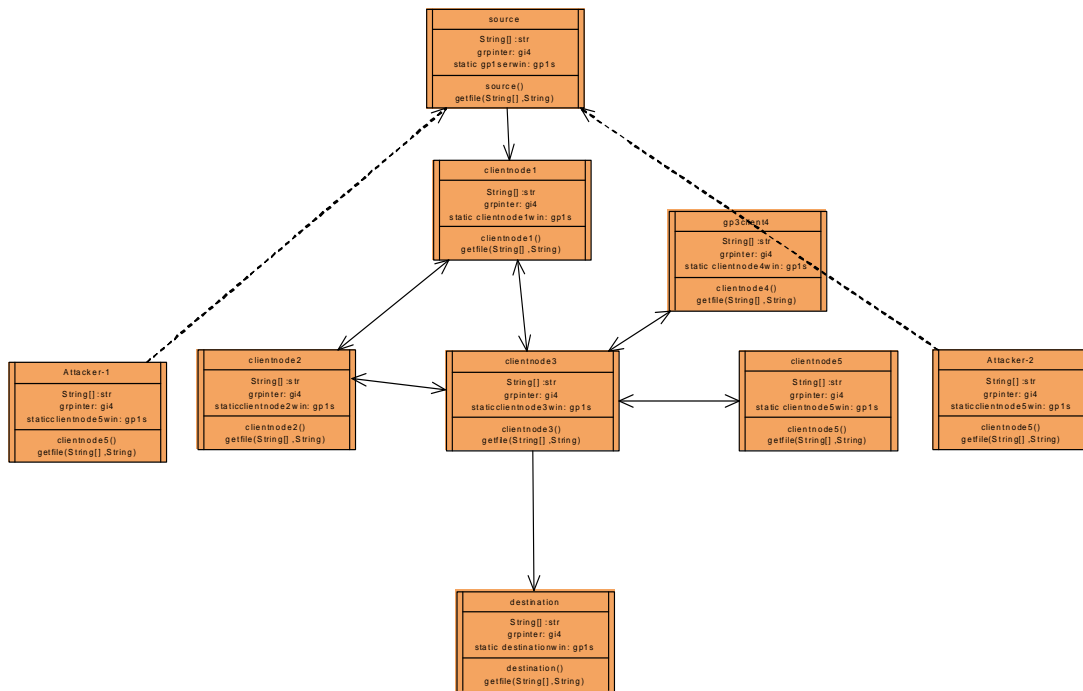 source
String[] :str
grpinter: gi4
static gp1serwin: gp1s
source()
getfile(String[] ,String)
clientnode1
String[] :str
grpinter: gi4
static clientnode1win: gp1s
clientnode1()
getfile(String[] ,String)
gp3client4
String[] :str
grpinter: gi4
static clientnode4win: gp1s
clientnode4()
getfile(String[] ,String)
Attacker-1
String[] :str
grpinter: gi4
staticclientnode5win: gp1s
clientnode5()
getfile(String[] ,String)
clientnode2
String[] :str
grpinter: gi4
staticclientnode2win: gp1s
clientnode2()
getfile(String[] ,String)
clientnode3
String[] :str
grpinter: gi4
staticclientnode3win: gp1s
clientnode3()
getfile(String[] ,String)
clientnode5
String[] :str
grpinter: gi4
static clientnode5win: gp1s
clientnode5()
getfile(String[] ,String)
Attacker-2
String[] :str
grpinter: gi4
staticclientnode5win: gp1s
clientnode5()
getfile(String[] ,String)
destination
String[] :str
grpinter: gi4
static destinationwin: gp1s
destination()
getfile(String[] ,String)